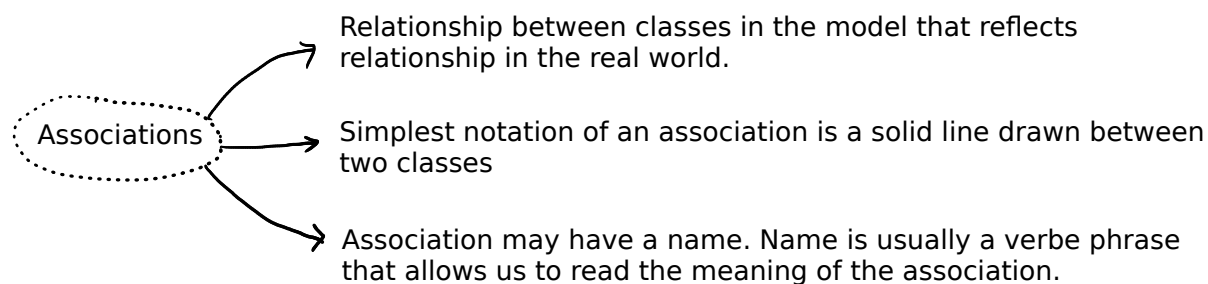 Relationship between classes in the model that reflects
relationship in the real world.
Associations
Simplest notation of an association is a solid line drawn between
two classes
Association may have a name. Name is usually a verbe phrase
that allows us to read the meaning of the association.